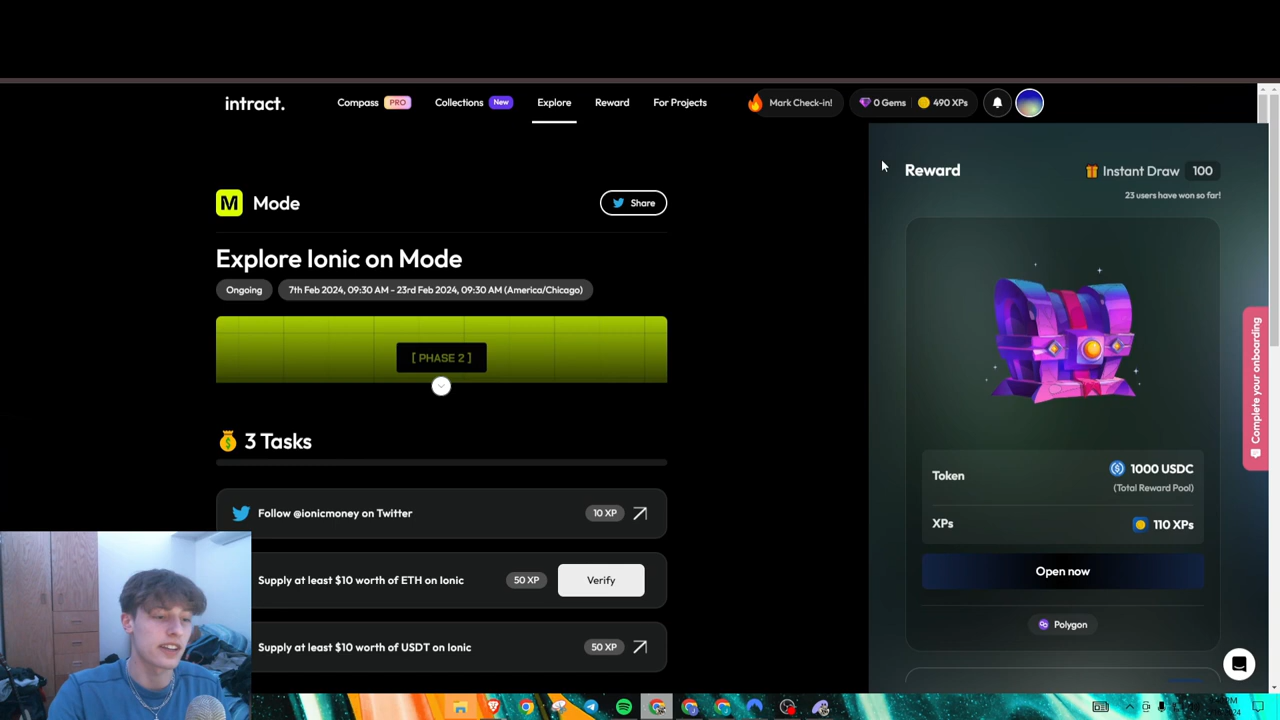 intract.
Compass PRO
Collections New
Explore
Reward
For Projects
Mark Check-in!
0 Gems
490 XPs
M Mode
Share
Explore Ionic on Mode
Ongoing
7th Feb 2024, 09:30 AM - 23rd Feb 2024, 09:30 AM (America/Chicago)
[ PHASE 2 ]
3 Tasks
Follow @ionicmoney on Twitter
10 XP
Supply at least $10 worth of ETH on Ionic
50 XP
Verify
Supply at least $10 worth of USDT on Ionic
50 XP
Reward
Instant Draw 100
23 users have won so far!
Token
1000 USDC
(Total Reward Pool)
XPs
110 XPs
Open now
Polygon
Complete your onboarding